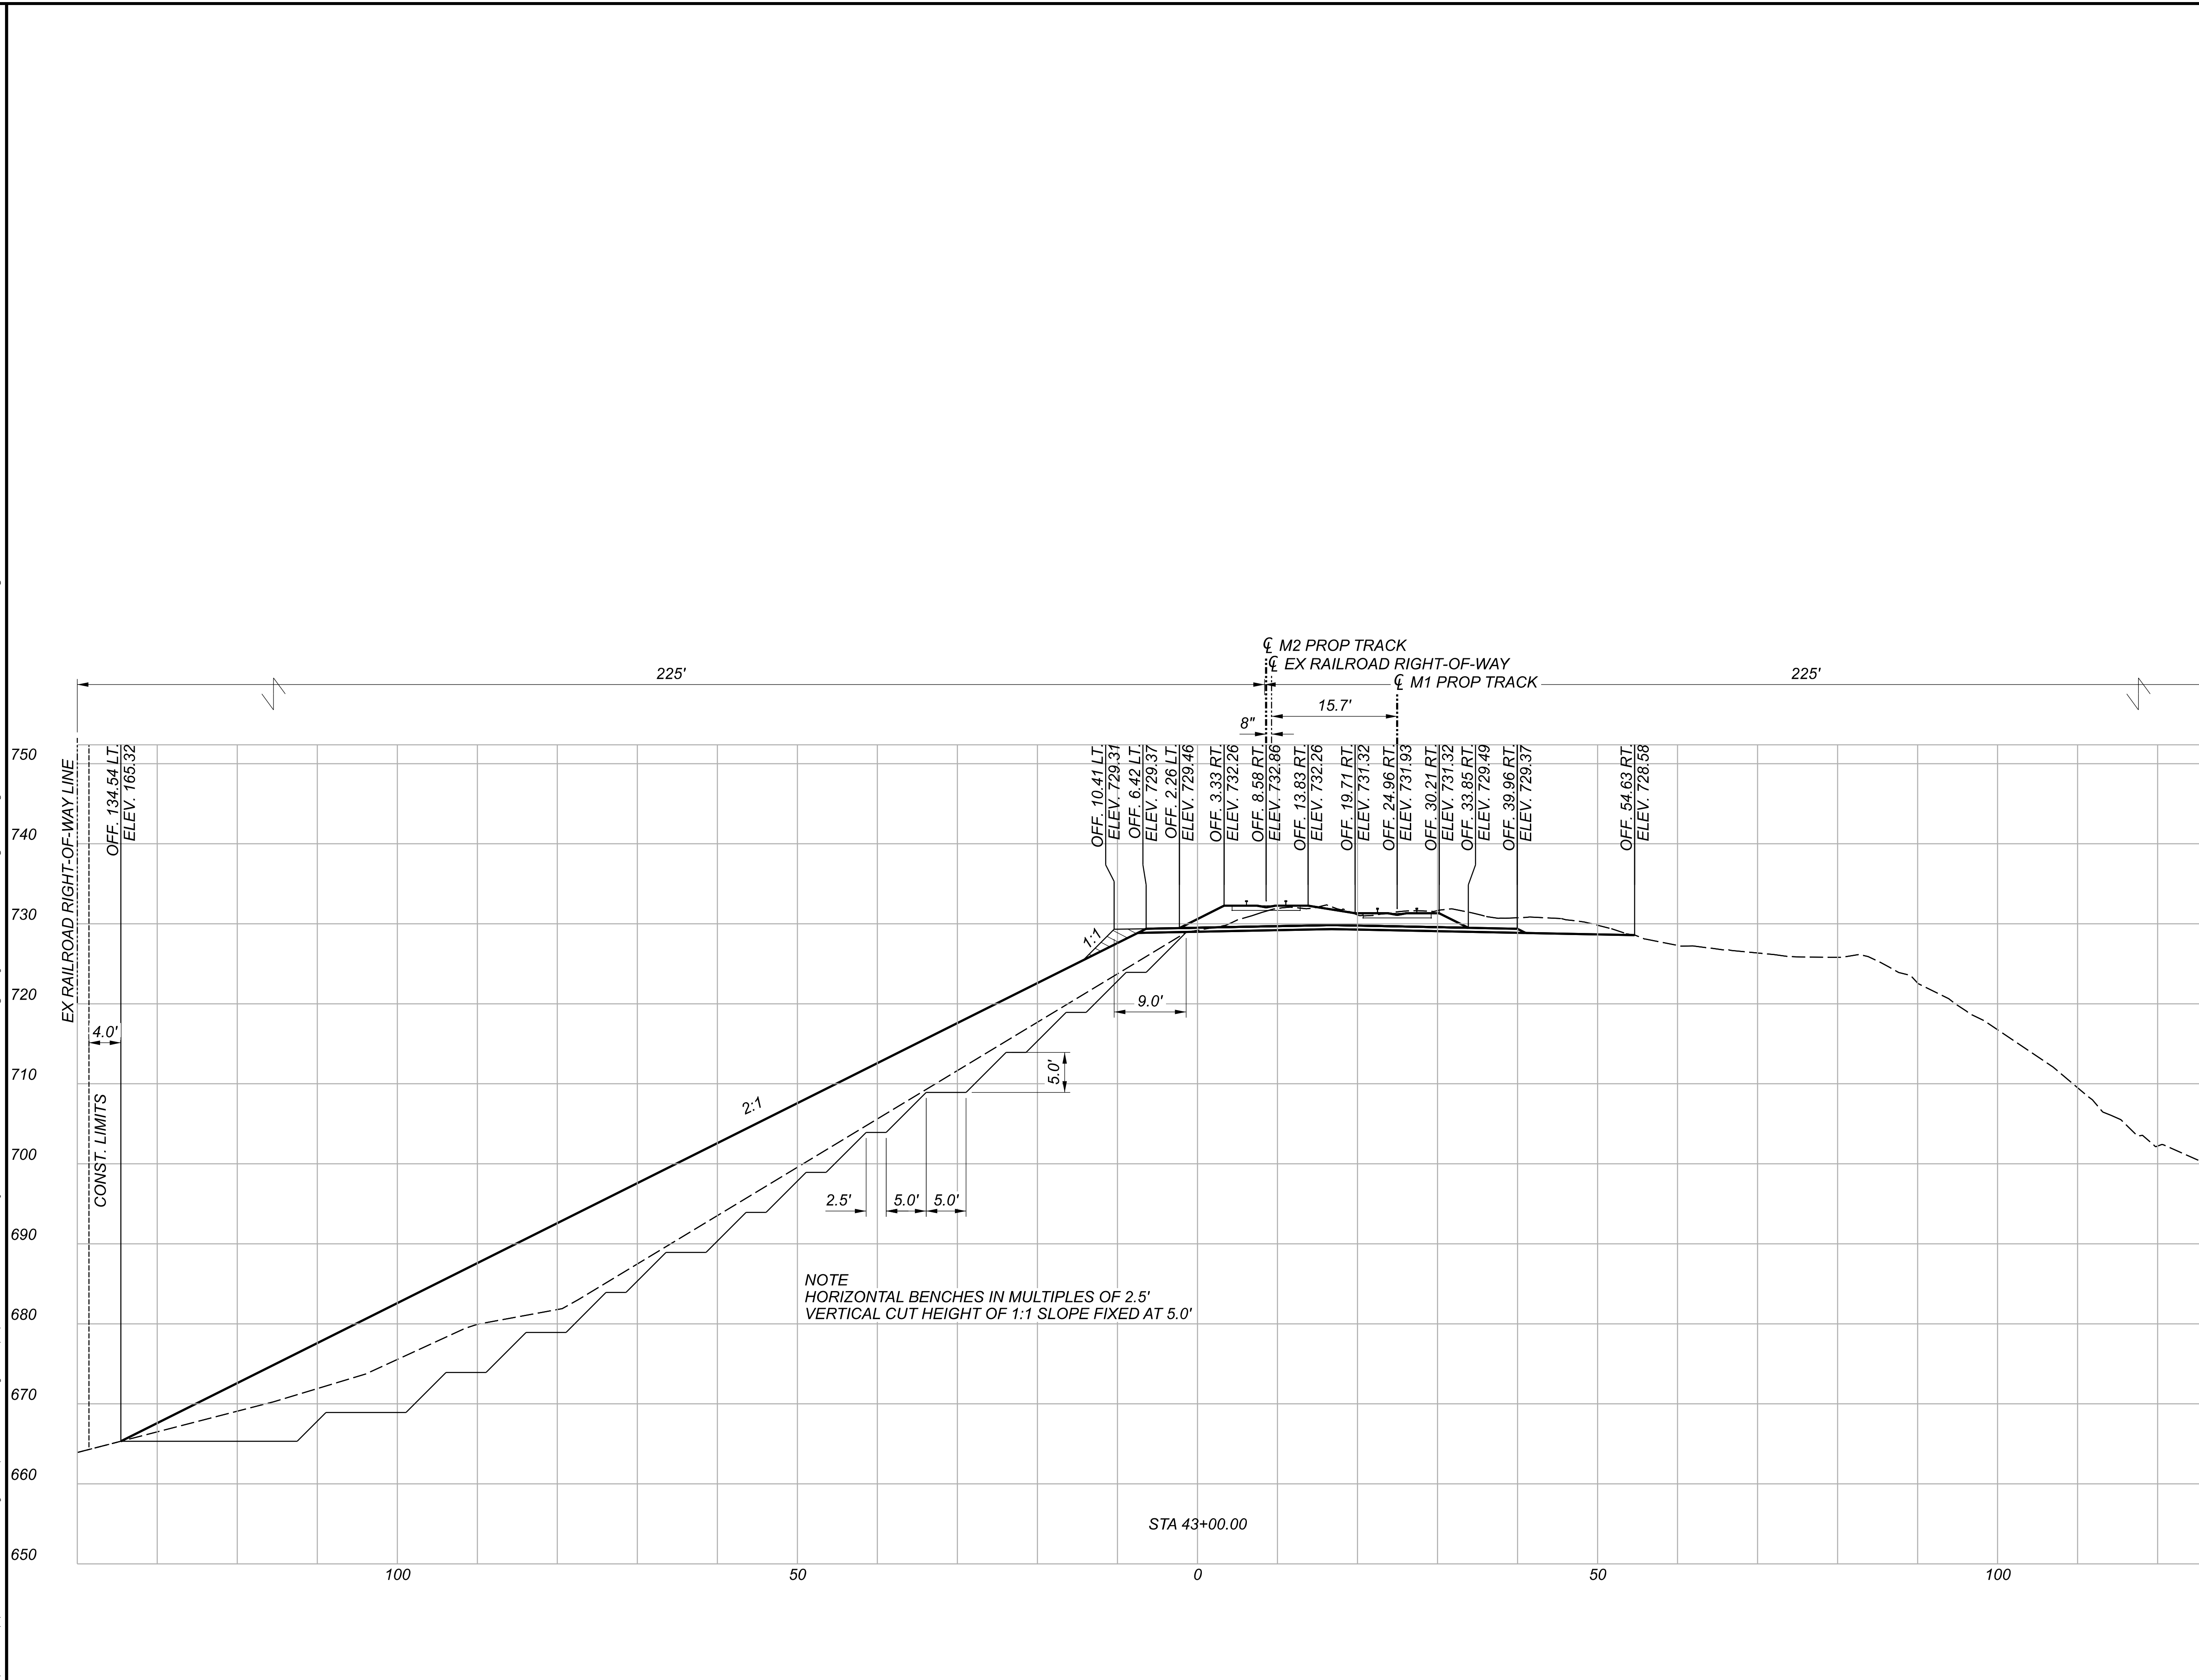 ℄ M2 PROP TRACK
℄ EX RAILROAD RIGHT-OF-WAY
225'
℄ M1 PROP TRACK
225'
15.7'
8"
750
740
730
720
710
700
690
680
670
660
650
EX RAILROAD RIGHT-OF-WAY LINE
CONST. LIMITS
4.0'
OFF. 134.54 LT.
ELEV. 165.32
OFF. 10.41 LT.
ELEV. 729.31
OFF. 6.42 LT.
ELEV. 729.37
OFF. 2.26 LT.
ELEV. 729.46
OFF. 3.33 RT.
ELEV. 732.26
OFF. 8.58 RT.
ELEV. 732.86
OFF. 13.83 RT.
ELEV. 732.26
OFF. 19.71 RT.
ELEV. 731.32
OFF. 24.96 RT.
ELEV. 731.93
OFF. 30.21 RT.
ELEV. 731.32
OFF. 33.85 RT.
ELEV. 729.49
OFF. 39.96 RT.
ELEV. 729.37
OFF. 54.63 RT.
ELEV. 728.58
1:1
9.0'
5.0'
2:1
2.5'
5.0'
5.0'
NOTE
HORIZONTAL BENCHES IN MULTIPLES OF 2.5'
VERTICAL CUT HEIGHT OF 1:1 SLOPE FIXED AT 5.0'
STA 43+00.00
100
50
0
50
100